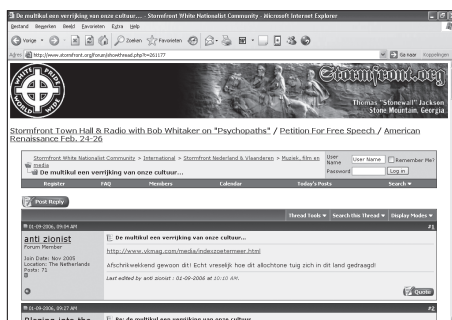 De multikul een verrijking van onze cultuur... - Stormfront White Nationalist Community - Microsoft Internet Explorer
Bestand Bewerken Beeld Favorieten Extra Help
Vorige Zoeken Favorieten
Adres http://www.stormfront.org/forum/showthread.php?t=261177 Ga naar Koppelingen
WHITE PRIDE WORLD WIDE
Stormfront.org
Thomas "Stonewall" Jackson
Stone Mountain, Georgia
Stormfront Town Hall & Radio with Bob Whitaker on "Psychopaths" / Petition For Free Speech / American
Renaissance Feb. 24-26
Stormfront White Nationalist Community > International > Stormfront Nederland & Vlaanderen > Muziek, film en
media
De multikul een verrijking van onze cultuur...
User Name User Name Remember Me?
Password Log in
Register FAQ Members Calendar Today's Posts Search
Post Reply
Thread Tools Search this Thread Display Modes
01-09-2006, 09:04 AM #1
anti zionist
Forum Member
Join Date: Nov 2005
Location: The Netherlands
Posts: 71
De multikul een verrijking van onze cultuur...
http://www.vkmag.com/media/indexzoetermeer.html
Afschrikwekkend gewoon dit! Echt vreselijk hoe dit allochtone tuig zich in dit land gedraagd!
Last edited by anti zionist : 01-09-2006 at 10:10 AM.
Quote
01-09-2006, 09:27 AM #2
Re: de multikul een verrijking van onze cultuur...